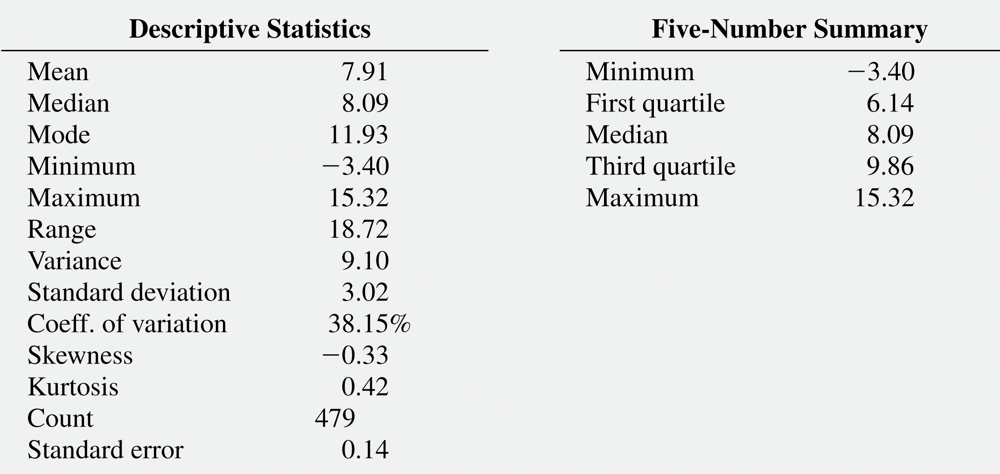 Descriptive Statistics
Mean 7.91
Median 8.09
Mode 11.93
Minimum −3.40
Maximum 15.32
Range 18.72
Variance 9.10
Standard deviation 3.02
Coeff. of variation 38.15%
Skewness −0.33
Kurtosis 0.42
Count 479
Standard error 0.14
Five-Number Summary
Minimum −3.40
First quartile 6.14
Median 8.09
Third quartile 9.86
Maximum 15.32